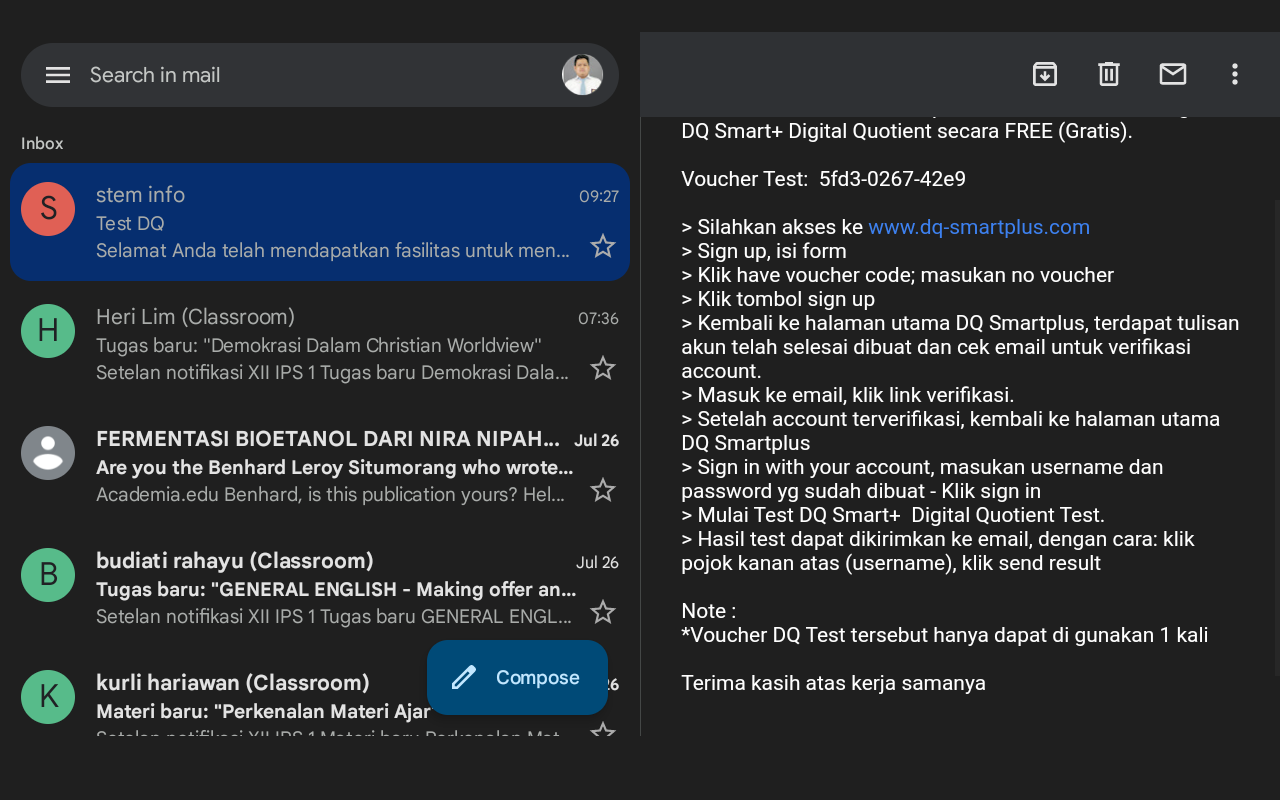 Search in mail
Inbox
S
stem info
09:27
Test DQ
Selamat Anda telah mendapatkan fasilitas untuk men...
H
Heri Lim (Classroom)
07:36
Tugas baru: "Demokrasi Dalam Christian Worldview"
Setelan notifikasi XII IPS 1 Tugas baru Demokrasi Dala...
FERMENTASI BIOETANOL DARI NIRA NIPAH...
Jul 26
Are you the Benhard Leroy Situmorang who wrote...
Academia.edu Benhard, is this publication yours? Hel...
B
budiati rahayu (Classroom)
Jul 26
Tugas baru: "GENERAL ENGLISH - Making offer an...
Setelan notifikasi XII IPS 1 Tugas baru GENERAL ENGL...
K
kurli hariawan (Classroom)
Materi baru: "Perkenalan Materi Ajar
Setelan notifikasi XII IPS 1 Materi baru Perkenalan Mat...
Compose
DQ Smart+ Digital Quotient secara FREE (Gratis).
Voucher Test:  5fd3-0267-42e9
> Silahkan akses ke www.dq-smartplus.com
> Sign up, isi form
> Klik have voucher code; masukan no voucher
> Klik tombol sign up
> Kembali ke halaman utama DQ Smartplus, terdapat tulisan
akun telah selesai dibuat dan cek email untuk verifikasi
account.
> Masuk ke email, klik link verifikasi.
> Setelah account terverifikasi, kembali ke halaman utama
DQ Smartplus
> Sign in with your account, masukan username dan
password yg sudah dibuat - Klik sign in
> Mulai Test DQ Smart+  Digital Quotient Test.
> Hasil test dapat dikirimkan ke email, dengan cara: klik
pojok kanan atas (username), klik send result
Note :
*Voucher DQ Test tersebut hanya dapat di gunakan 1 kali
Terima kasih atas kerja samanya